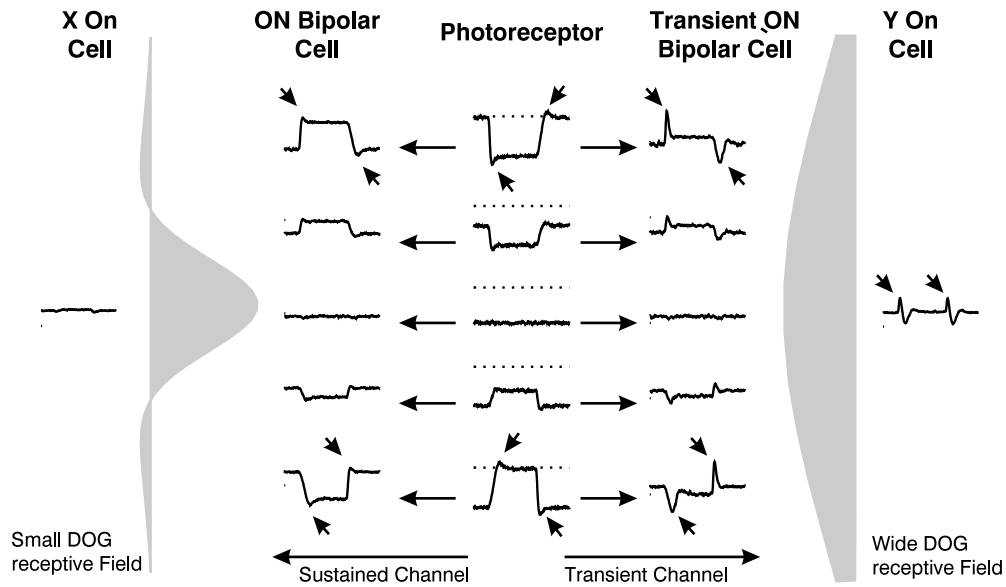 X On
Cell
ON Bipolar
Cell
Photoreceptor
Transient ON
Bipolar Cell
Y On
Cell
Small DOG
receptive Field
Sustained Channel
Transient Channel
Wide DOG
receptive Field